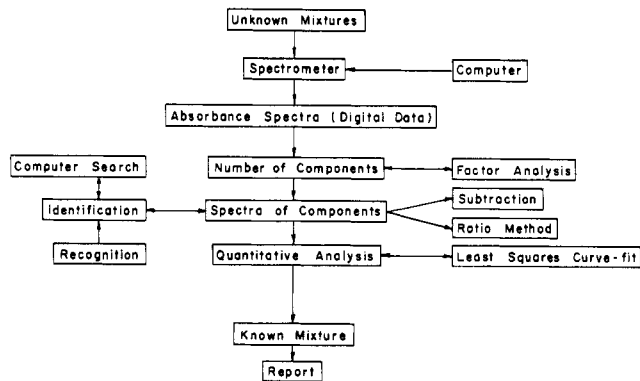 Unknown Mixtures
Spectrometer
Computer
Absorbance Spectra (Digital Data)
Computer Search
Number of Components
Factor Analysis
Subtraction
Identification
Spectra of Components
Ratio Method
Recognition
Quantitative Analysis
Least Squares Curve-fit
Known Mixture
Report